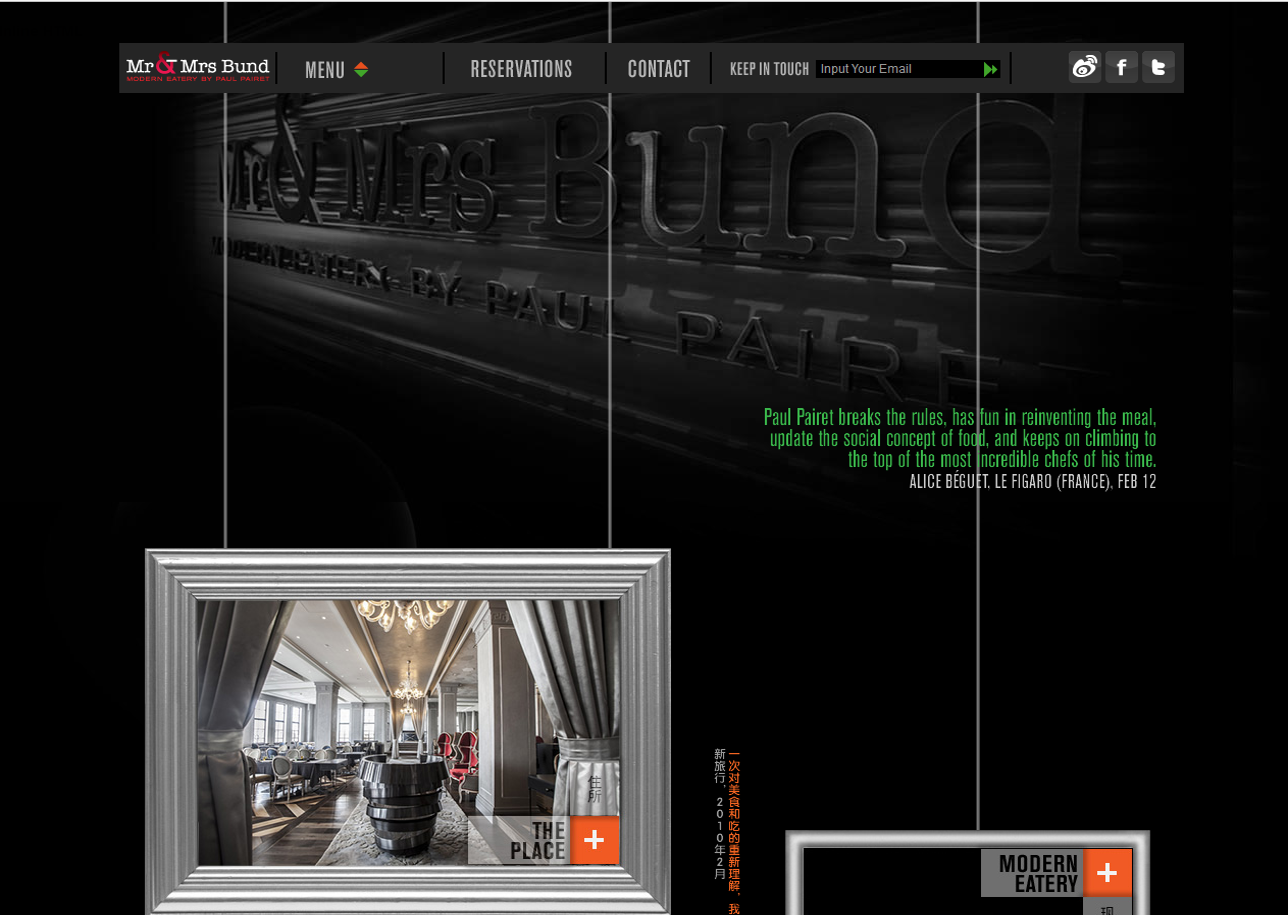 Mr & Mrs Bund
MODERN EATERY BY PAUL PAIRET
MENU
RESERVATIONS
CONTACT
KEEP IN TOUCH
Input Your Email
Mr & Mrs Bund
MODERN EATERY BY PAUL PAIRE
Paul Pairet breaks the rules, has fun in reinventing the meal,
update the social concept of food, and keeps on climbing to
the top of the most incredible chefs of his time.
ALICE BÉGUET, LE FIGARO (FRANCE), FEB 12
住所
THE
PLACE
一次对美食和吃的重新理解，我
新旅行，2010年2月
MODERN
EATERY
现